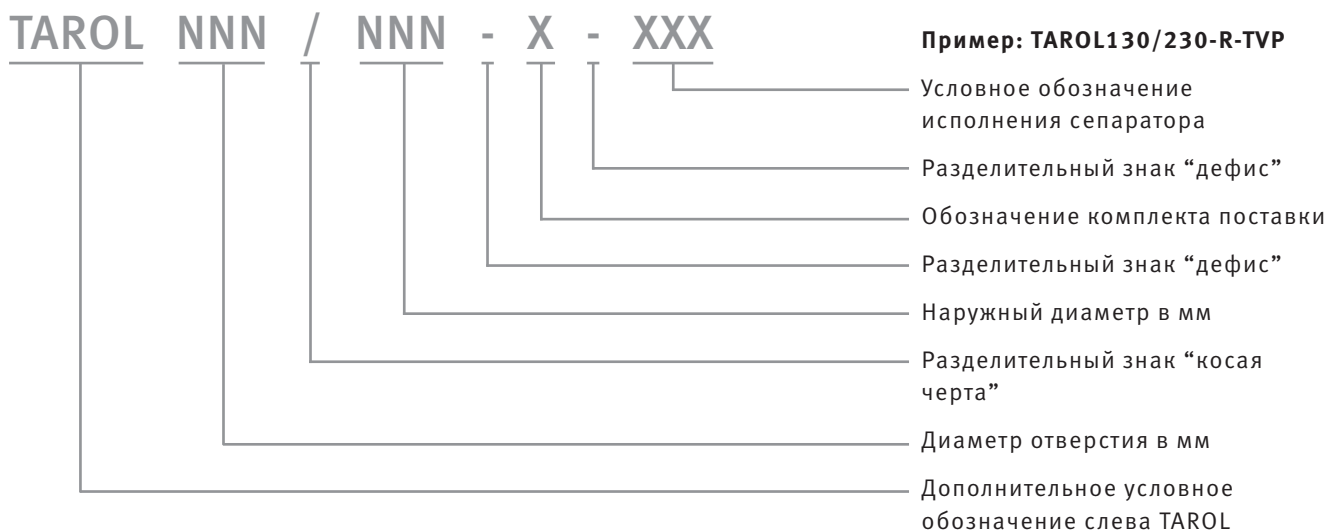 TAROL NNN / NNN - X - XXX
Пример: TAROL130/230-R-TVP
Условное обозначение
исполнения сепаратора
Разделительный знак “дефис”
Обозначение комплекта поставки
Разделительный знак “дефис”
Наружный диаметр в мм
Разделительный знак “косая
черта”
Диаметр отверстия в мм
Дополнительное условное
обозначение слева TAROL